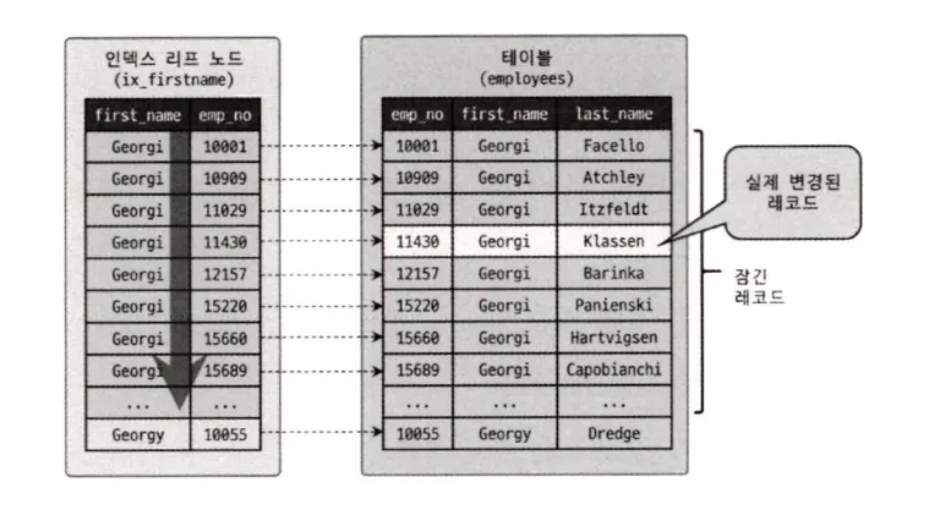 인덱스 리프 노드
(ix_firstname)
first_name emp_no
Georgi 10001
Georgi 10909
Georgi 11029
Georgi 11430
Georgi 12157
Georgi 15220
Georgi 15660
Georgi 15689
... ...
Georgy 10055
테이블
(employees)
emp_no first_name last_name
10001 Georgi Facello
10909 Georgi Atchley
11029 Georgi Itzfeldt
11430 Georgi Klassen
12157 Georgi Barinka
15220 Georgi Panienski
15660 Georgi Hartvigsen
15689 Georgi Capobianchi
... ... ...
10055 Georgy Dredge
실제 변경된
레코드
잠긴
레코드